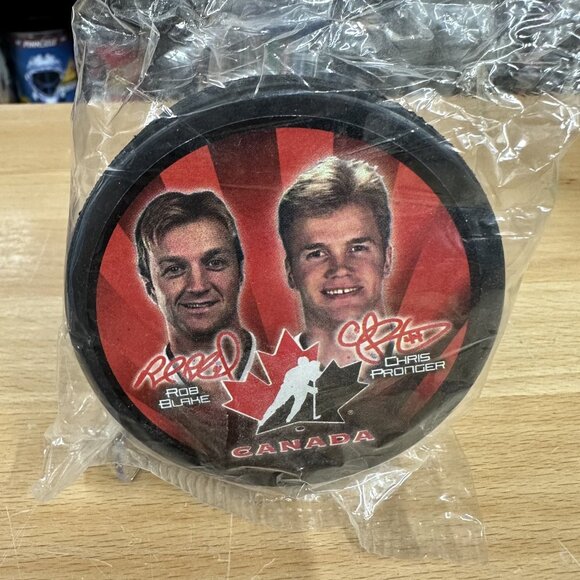 Rob
Blake
Chris
Pronger
CANADA